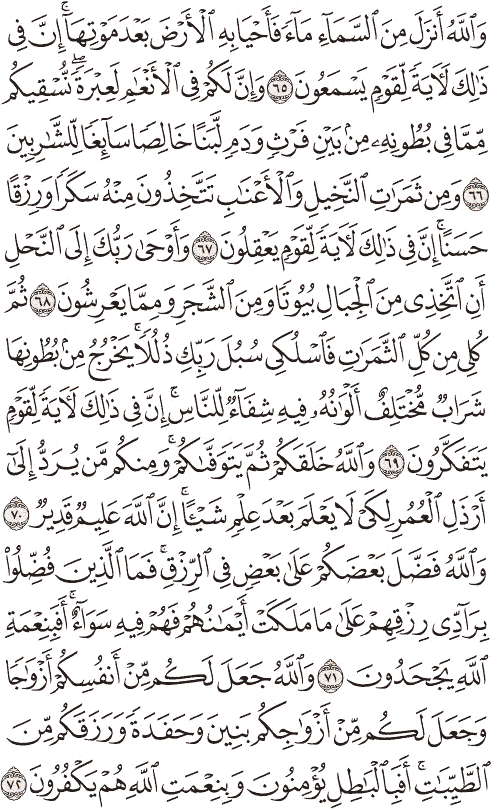 وَٱللَّهُ أَنزَلَ مِنَ ٱلسَّمَآءِ مَآءً فَأَحْيَا بِهِ ٱلْأَرْضَ بَعْدَ مَوْتِهَآ ۚ إِنَّ فِى
ذَٰلِكَ لَـَٔايَةً لِّقَوْمٍ يَسْمَعُونَ ٦٥ وَإِنَّ لَكُمْ فِى ٱلْأَنْعَٰمِ لَعِبْرَةً ۖ نُّسْقِيكُم
مِّمَّا فِى بُطُونِهِۦ مِنۢ بَيْنِ فَرْثٍ وَدَمٍ لَّبَنًا خَالِصًا سَآئِغًا لِّلشَّٰرِبِينَ
٦٦ وَمِن ثَمَرَٰتِ ٱلنَّخِيلِ وَٱلْأَعْنَٰبِ تَتَّخِذُونَ مِنْهُ سَكَرًا وَرِزْقًا
حَسَنًا ۗ إِنَّ فِى ذَٰلِكَ لَـَٔايَةً لِّقَوْمٍ يَعْقِلُونَ ٦٧ وَأَوْحَىٰ رَبُّكَ إِلَى ٱلنَّحْلِ
أَنِ ٱتَّخِذِى مِنَ ٱلْجِبَالِ بُيُوتًا وَمِنَ ٱلشَّجَرِ وَمِمَّا يَعْرِشُونَ ٦٨ ثُمَّ
كُلِى مِن كُلِّ ٱلثَّمَرَٰتِ فَٱسْلُكِى سُبُلَ رَبِّكِ ذُلُلًا ۚ يَخْرُجُ مِنۢ بُطُونِهَا
شَرَابٌ مُّخْتَلِفٌ أَلْوَٰنُهُۥ فِيهِ شِفَآءٌ لِّلنَّاسِ ۗ إِنَّ فِى ذَٰلِكَ لَـَٔايَةً لِّقَوْمٍ
يَتَفَكَّرُونَ ٦٩ وَٱللَّهُ خَلَقَكُمْ ثُمَّ يَتَوَفَّىٰكُمْ ۚ وَمِنكُم مَّن يُرَدُّ إِلَىٰٓ
أَرْذَلِ ٱلْعُمُرِ لِكَىْ لَا يَعْلَمَ بَعْدَ عِلْمٍ شَيْـًٔا ۚ إِنَّ ٱللَّهَ عَلِيمٌ قَدِيرٌ ٧٠
وَٱللَّهُ فَضَّلَ بَعْضَكُمْ عَلَىٰ بَعْضٍ فِى ٱلرِّزْقِ ۚ فَمَا ٱلَّذِينَ فُضِّلُوا۟
بِرَآدِّى رِزْقِهِمْ عَلَىٰ مَا مَلَكَتْ أَيْمَٰنُهُمْ فَهُمْ فِيهِ سَوَآءٌ ۚ أَفَبِنِعْمَةِ
ٱللَّهِ يَجْحَدُونَ ٧١ وَٱللَّهُ جَعَلَ لَكُم مِّنْ أَنفُسِكُمْ أَزْوَٰجًا
وَجَعَلَ لَكُم مِّنْ أَزْوَٰجِكُم بَنِينَ وَحَفَدَةً وَرَزَقَكُم مِّنَ
ٱلطَّيِّبَٰتِ ۚ أَفَبِٱلْبَٰطِلِ يُؤْمِنُونَ وَبِنِعْمَتِ ٱللَّهِ هُمْ يَكْفُرُونَ ٧٢